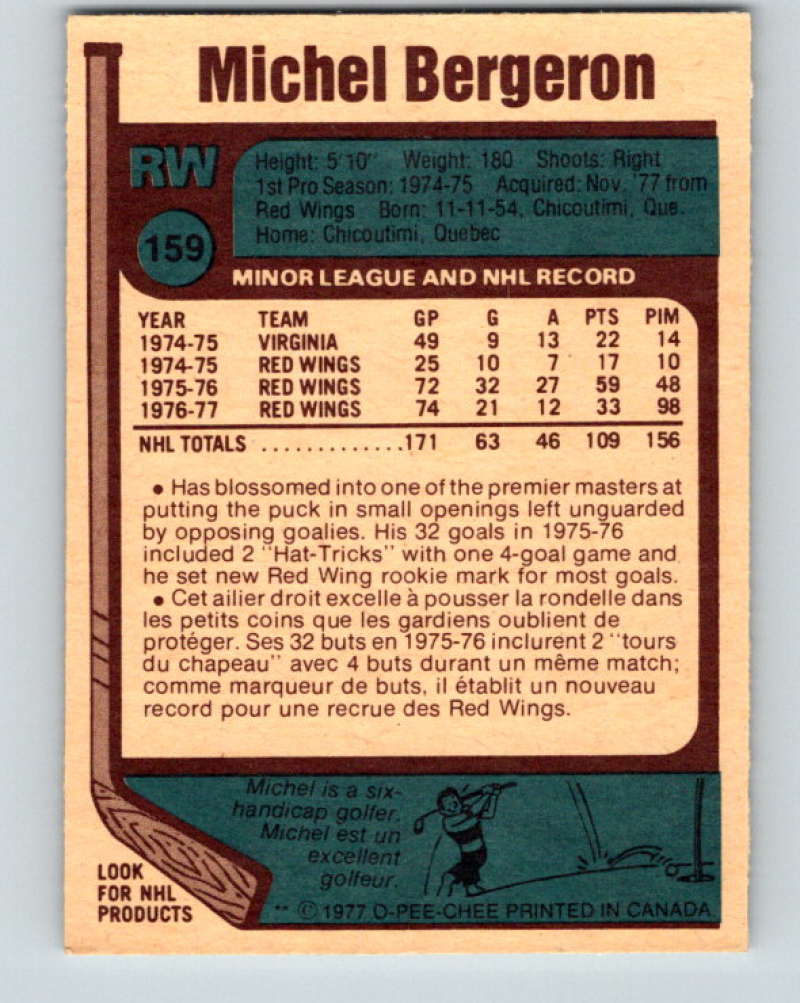 Michel Bergeron
RW
159
Height: 5'10" Weight: 180 Shoots: Right
1st Pro Season: 1974-75 Acquired: Nov. '77 from
Red Wings Born: 11-11-54, Chicoutimi, Que.
Home: Chicoutimi, Quebec
MINOR LEAGUE AND NHL RECORD
YEAR TEAM GP G A PTS PIM
1974-75 VIRGINIA 49 9 13 22 14
1974-75 RED WINGS 25 10 7 17 10
1975-76 RED WINGS 72 32 27 59 48
1976-77 RED WINGS 74 21 12 33 98
NHL TOTALS .............171 63 46 109 156
• Has blossomed into one of the premier masters at
putting the puck in small openings left unguarded
by opposing goalies. His 32 goals in 1975-76
included 2 "Hat-Tricks" with one 4-goal game and
he set new Red Wing rookie mark for most goals.
• Cet ailier droit excelle à pousser la rondelle dans
les petits coins que les gardiens oublient de
protéger. Ses 32 buts en 1975-76 inclurent 2 "tours
du chapeau" avec 4 buts durant un même match;
comme marqueur de buts, il établit un nouveau
record pour une recrue des Red Wings.
Michel is a six-
handicap golfer.
Michel est un
excellent
golfeur.
LOOK
FOR NHL
PRODUCTS
** © 1977 O-PEE-CHEE PRINTED IN CANADA